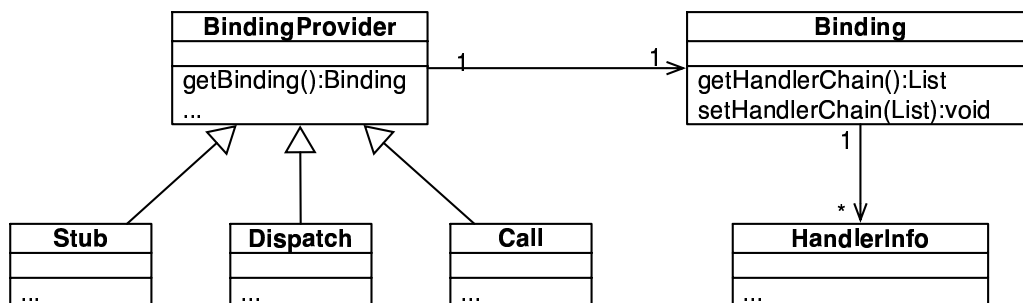 BindingProvider
Binding
getBinding():Binding
...
1
1
getHandlerChain():List
setHandlerChain(List):void
1
*
Stub
Dispatch
Call
HandlerInfo
...
...
...
...